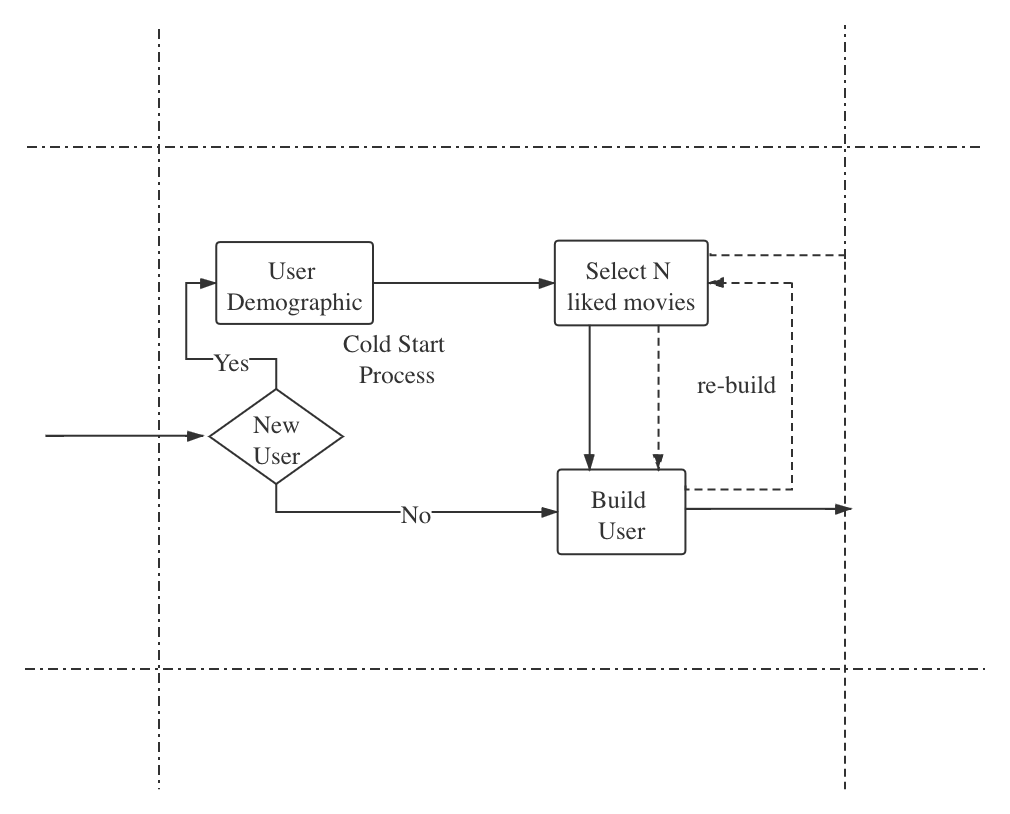 User
Demographic
Select N
liked movies
Cold Start
Process
Yes
re-build
New
User
No
Build
User